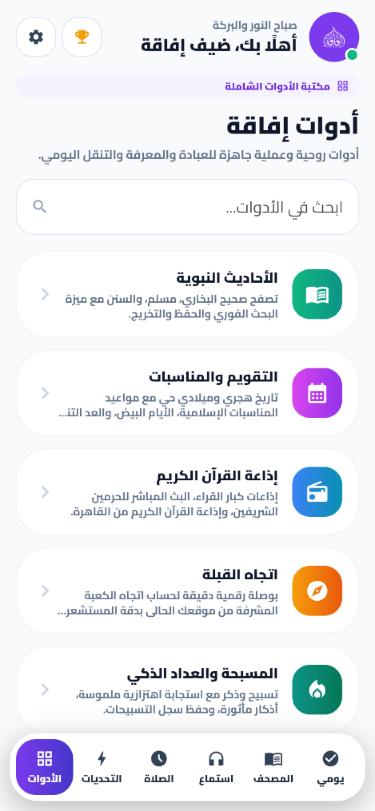 صباح النور والبركة
أهلًا بك، ضيف إفاقة
مكتبة الأدوات الشاملة
أدوات إفاقة
أدوات روحية وعملية جاهزة للعبادة والمعرفة والتنقل اليومي.
ابحث في الأدوات...
الأحاديث النبوية
تصفح صحيح البخاري، مسلم، والسنن مع ميزة
البحث الفوري والحفظ والتخريج.
التقويم والمناسبات
تاريخ هجري وميلادي حي مع مواعيد
المناسبات الإسلامية، الأيام البيض، والعد التنـ...
إذاعة القرآن الكريم
إذاعات كبار القراء، البث المباشر للحرمين
الشريفين، وإذاعة القرآن الكريم من القاهرة.
اتجاه القبلة
بوصلة رقمية دقيقة لحساب اتجاه الكعبة
المشرفة من موقعك الحالي بدقة المستشعر...
المسبحة والعداد الذكي
تسبيح وذكر مع استجابة اهتزازية ملموسة،
أذكار مأثورة، وحفظ سجل التسبيحات.
يومي
المصحف
استماع
الصلاة
التحديات
الأدوات